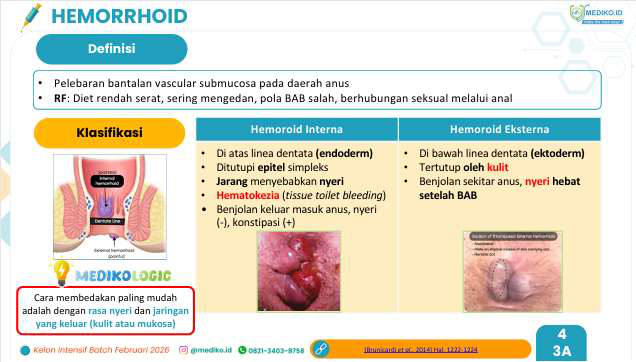 HEMORRHOID
MEDIKO.ID
Definisi
• Pelebaran bantalan vascular submucosa pada daerah anus
• RF: Diet rendah serat, sering mengedan, pola BAB salah, berhubungan seksual melalui anal
Klasifikasi
Hemoroid Interna
Hemoroid Eksterna
• Di atas linea dentata (endoderm)
• Ditutupi epitel simpleks
• Jarang menyebabkan nyeri
• Hematokezia (tissue toilet bleeding)
• Benjolan keluar masuk anus, nyeri
(-), konstipasi (+)
• Di bawah linea dentata (ektoderm)
• Tertutup oleh kulit
• Benjolan sekitar anus, nyeri hebat
setelah BAB
Internal
hemorrhoid
Dentate Line
External hemorrhoid
(painful)
MEDIKOLOGIC
Cara membedakan paling mudah
adalah dengan rasa nyeri dan jaringan
yang keluar (kulit atau mukosa)
Kelon Intensif Batch Februari 2026
@mediko.id
0821-3403-9758
(Brunicardi et al., 2014) Hal. 1222-1224
4
3A